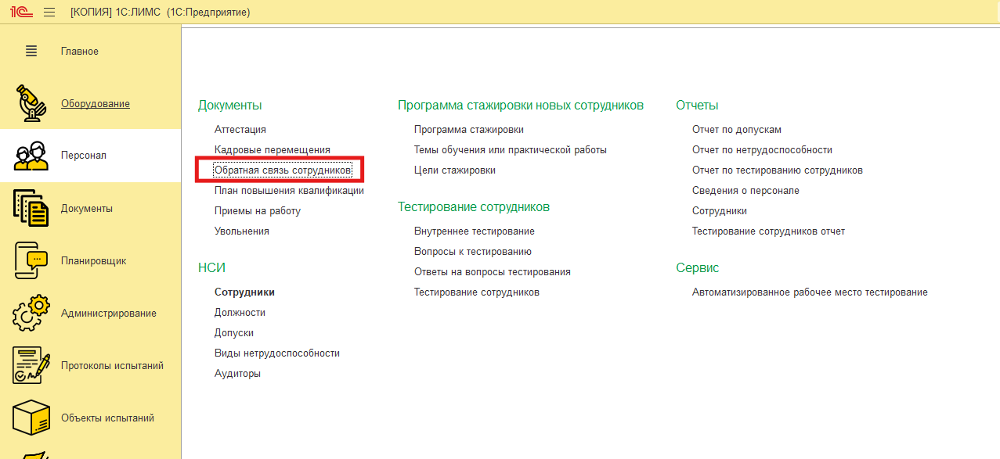 1С [КОПИЯ] 1С:ЛИМС (1С:Предприятие)
Главное
Оборудование
Персонал
Документы
Планировщик
Администрирование
Протоколы испытаний
Объекты испытаний
Документы
Аттестация
Кадровые перемещения
Обратная связь сотрудников
План повышения квалификации
Приемы на работу
Увольнения
НСИ
Сотрудники
Должности
Допуски
Виды нетрудоспособности
Аудиторы
Программа стажировки новых сотрудников
Программа стажировки
Темы обучения или практической работы
Цели стажировки
Тестирование сотрудников
Внутреннее тестирование
Вопросы к тестированию
Ответы на вопросы тестирования
Тестирование сотрудников
Отчеты
Отчет по допускам
Отчет по нетрудоспособности
Отчет по тестированию сотрудников
Сведения о персонале
Сотрудники
Тестирование сотрудников отчет
Сервис
Автоматизированное рабочее место тестирование